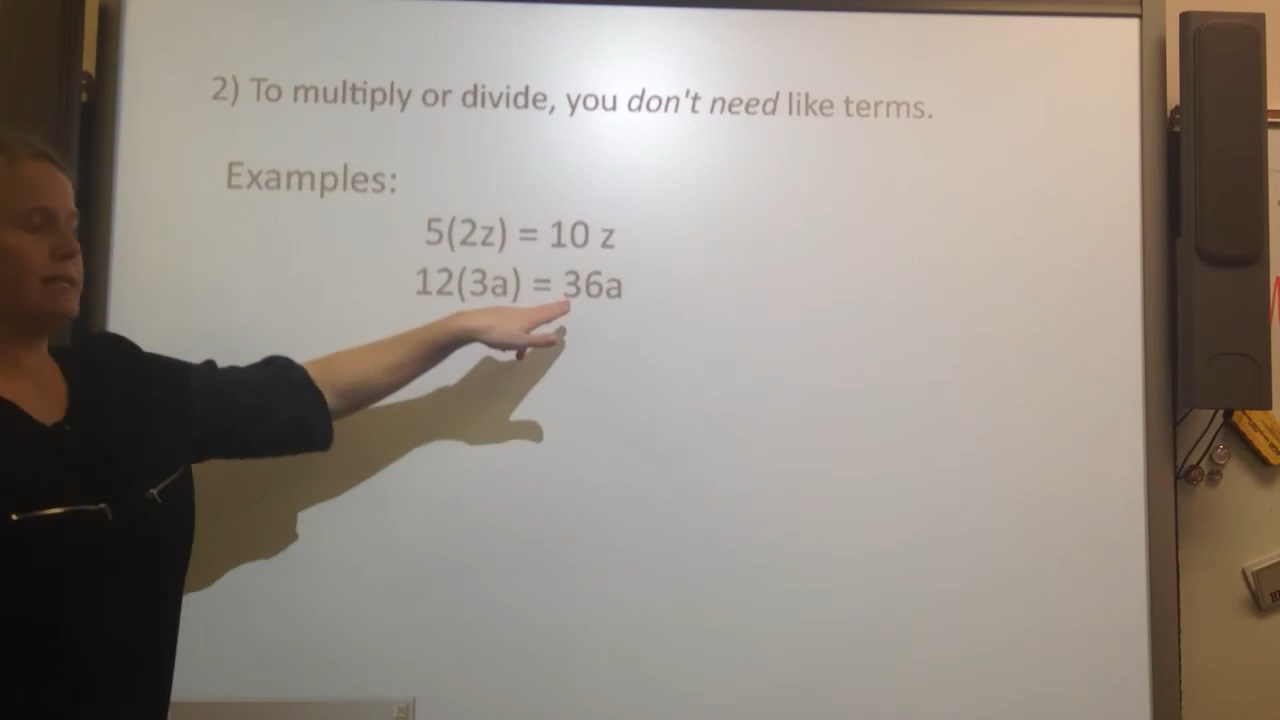 2) To multiply or divide, you don't need like terms.
Examples:
5(2z) = 10 z
12(3a) = 36a